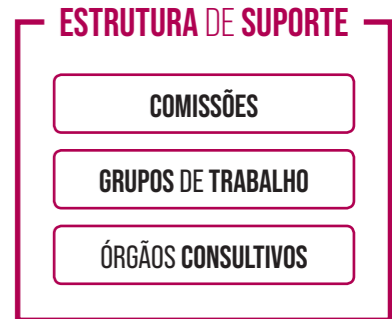 ESTRUTURA DE SUPORTE
COMISSÕES
GRUPOS DE TRABALHO
ÓRGÃOS CONSULTIVOS